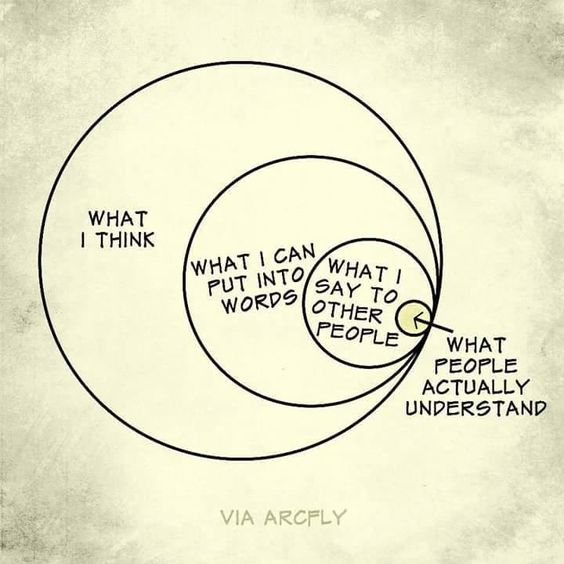 WHAT
I THINK
WHAT I CAN
PUT INTO
WORDS
WHAT I
SAY TO
OTHER
PEOPLE
WHAT
PEOPLE
ACTUALLY
UNDERSTAND
VIA ARCFLY